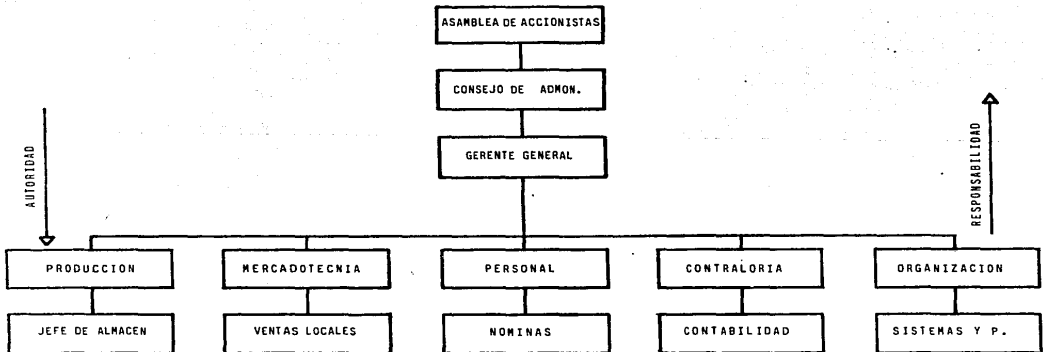 ASAMBLEA DE ACCIONISTAS
CONSEJO DE ADMON.
GERENTE GENERAL
AUTORIDAD
RESPONSABILIDAD
PRODUCCION
MERCADOTECNIA
PERSONAL
CONTRALORIA
ORGANIZACION
JEFE DE ALMACEN
VENTAS LOCALES
NOMINAS
CONTABILIDAD
SISTEMAS Y P.